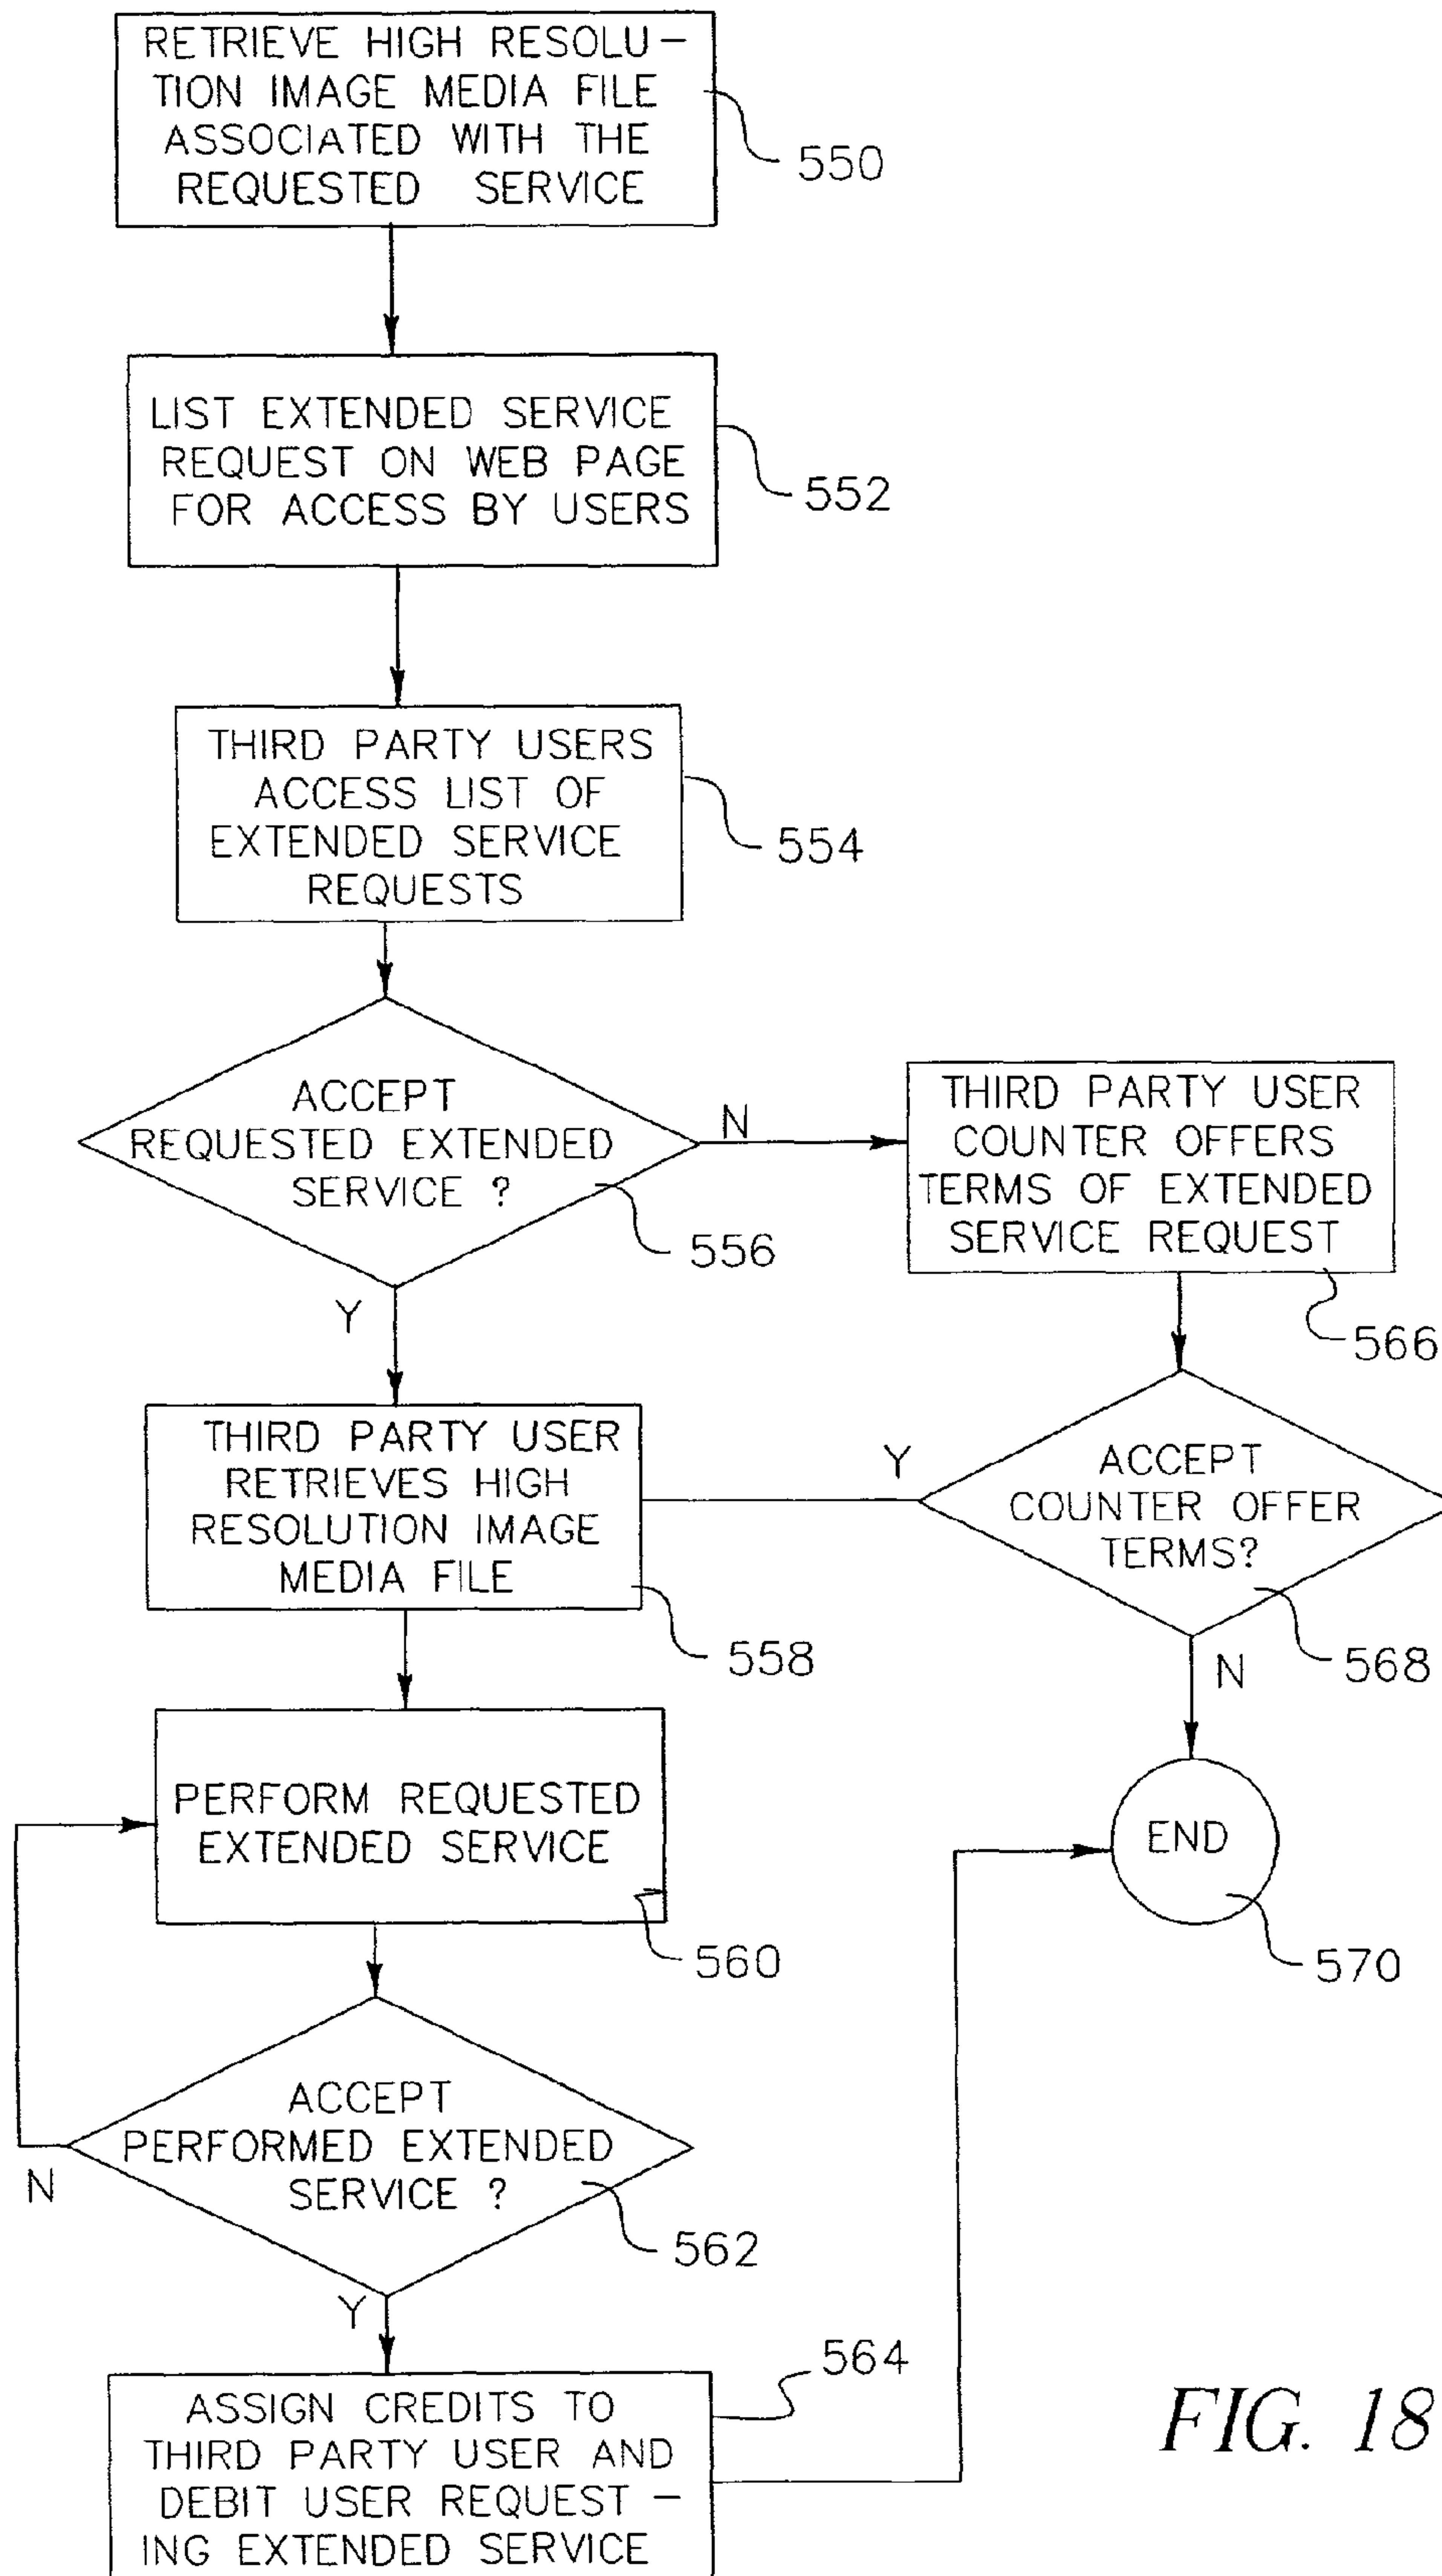 RETRIEVE HIGH RESOLU-
TION IMAGE MEDIA FILE
ASSOCIATED WITH THE
REQUESTED SERVICE
550
LIST EXTENDED SERVICE
REQUEST ON WEB PAGE
FOR ACCESS BY USERS
552
THIRD PARTY USERS
ACCESS LIST OF
EXTENDED SERVICE
REQUESTS
554
ACCEPT
REQUESTED EXTENDED
SERVICE ?
556
N
Y
THIRD PARTY USER
COUNTER OFFERS
TERMS OF EXTENDED
SERVICE REQUEST
566
THIRD PARTY USER
RETRIEVES HIGH
RESOLUTION IMAGE
MEDIA FILE
558
Y
ACCEPT
COUNTER OFFER
TERMS?
568
N
PERFORM REQUESTED
EXTENDED SERVICE
560
END
570
ACCEPT
PERFORMED EXTENDED
SERVICE ?
562
N
Y
ASSIGN CREDITS TO
THIRD PARTY USER AND
DEBIT USER REQUEST -
ING EXTENDED SERVICE
564
FIG. 18